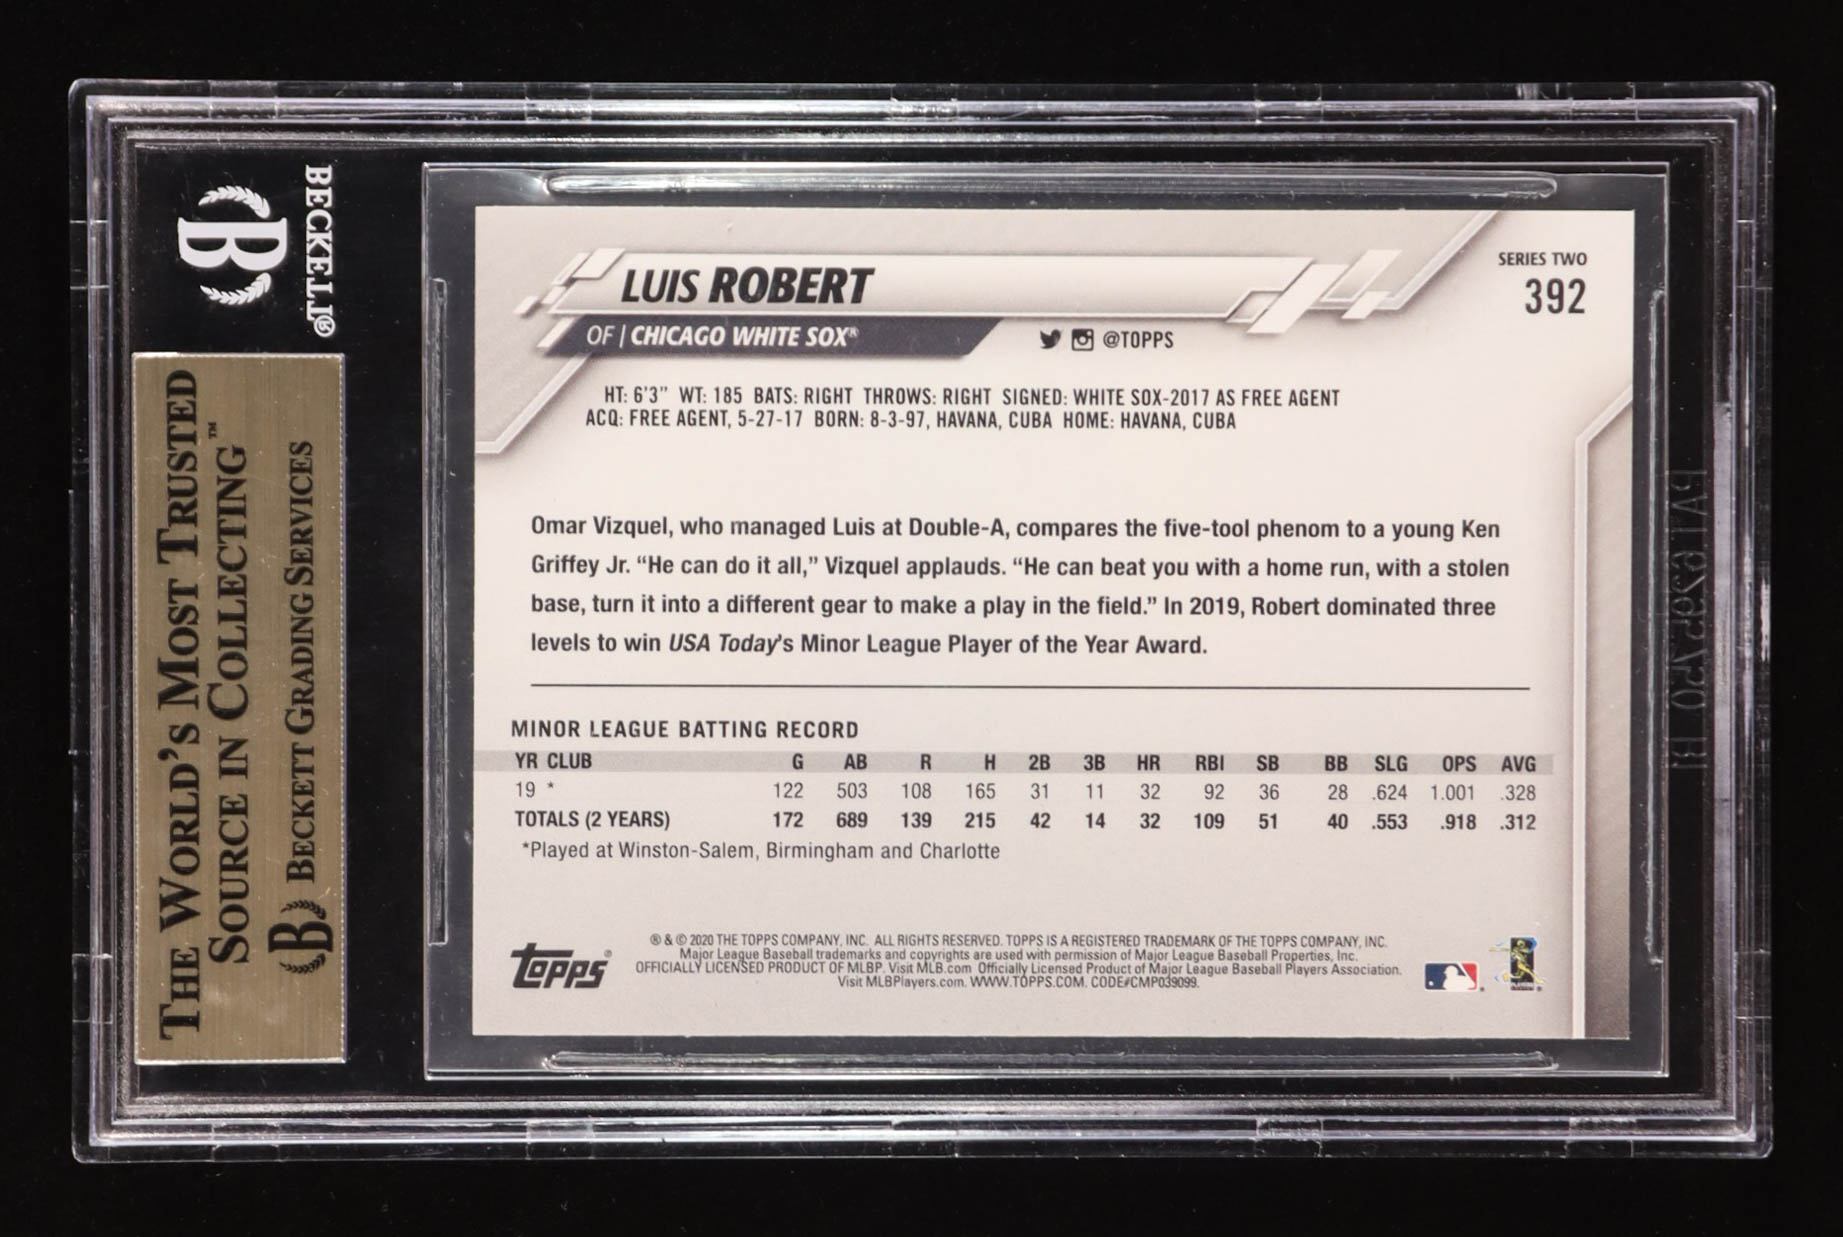 BECKETT®
B
THE WORLD'S MOST TRUSTED
SOURCE IN COLLECTING™
B BECKETT GRADING SERVICES
SERIES TWO
392
LUIS ROBERT
OF | CHICAGO WHITE SOX®
@TOPPS
HT: 6'3" WT: 185 BATS: RIGHT THROWS: RIGHT SIGNED: WHITE SOX-2017 AS FREE AGENT
ACQ: FREE AGENT, 5-27-17 BORN: 8-3-97, HAVANA, CUBA HOME: HAVANA, CUBA
Omar Vizquel, who managed Luis at Double-A, compares the five-tool phenom to a young Ken
Griffey Jr. “He can do it all,” Vizquel applauds. “He can beat you with a home run, with a stolen
base, turn it into a different gear to make a play in the field.” In 2019, Robert dominated three
levels to win USA Today's Minor League Player of the Year Award.
MINOR LEAGUE BATTING RECORD
YR CLUB G AB R H 2B 3B HR RBI SB BB SLG OPS AVG
19 * 122 503 108 165 31 11 32 92 36 28 .624 1.001 .328
TOTALS (2 YEARS) 172 689 139 215 42 14 32 109 51 40 .553 .918 .312
*Played at Winston-Salem, Birmingham and Charlotte
topps®
® & © 2020 THE TOPPS COMPANY, INC. ALL RIGHTS RESERVED. TOPPS IS A REGISTERED TRADEMARK OF THE TOPPS COMPANY, INC.
Major League Baseball trademarks and copyrights are used with permission of Major League Baseball Properties, Inc.
OFFICIALLY LICENSED PRODUCT OF MLBP. Visit MLB.com Officially Licensed Product of Major League Baseball Players Association.
Visit MLBPlayers.com. WWW.TOPPS.COM. CODE#CMP039099.